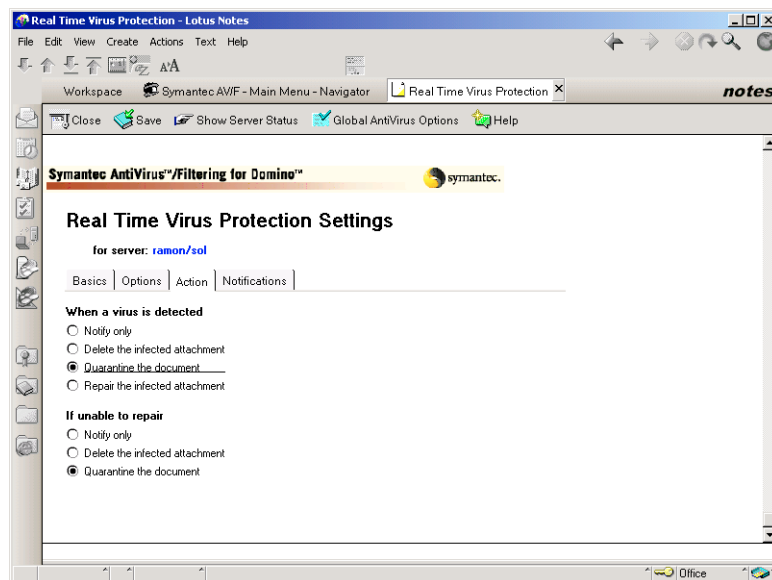 Real Time Virus Protection - Lotus Notes
File Edit View Create Actions Text Help
Workspace Symantec AV/F - Main Menu - Navigator Real Time Virus Protection notes
Close Save Show Server Status Global AntiVirus Options Help
Symantec AntiVirus™/Filtering for Domino™ symantec.
Real Time Virus Protection Settings
for server: ramon/sol
Basics Options Action Notifications
When a virus is detected
Notify only
Delete the infected attachment
Quarantine the document
Repair the infected attachment
If unable to repair
Notify only
Delete the infected attachment
Quarantine the document
Office